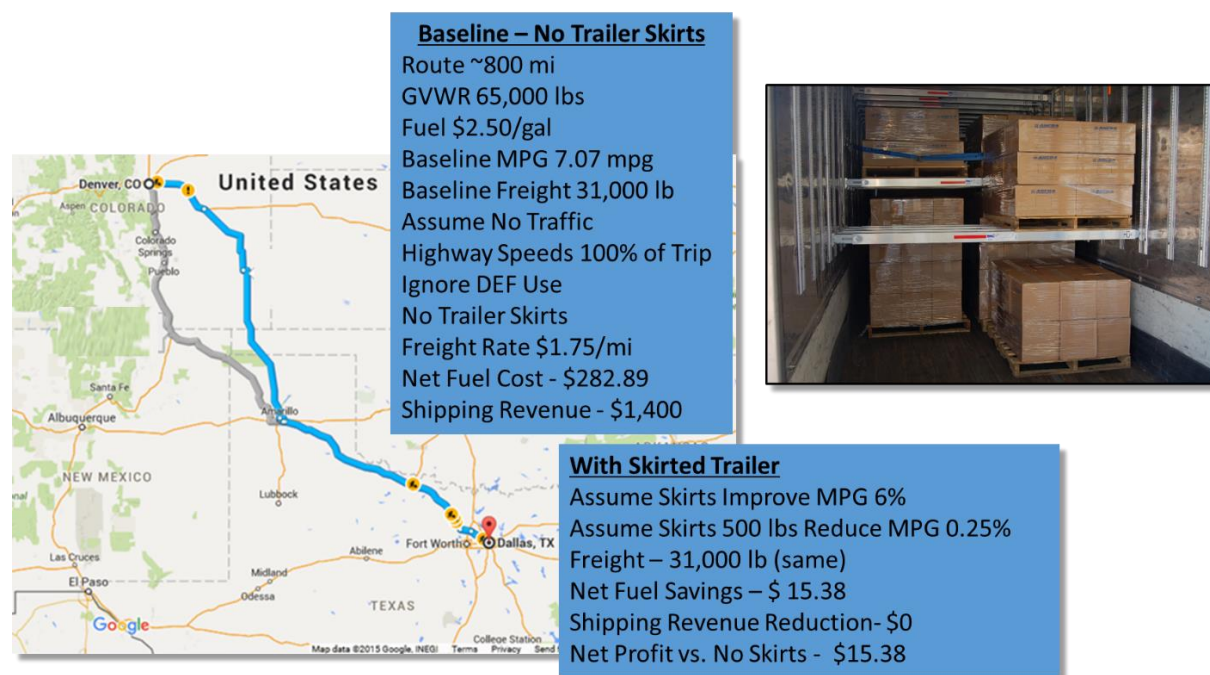 Baseline – No Trailer Skirts
Route ~800 mi
GVWR 65,000 lbs
Fuel $2.50/gal
Baseline MPG 7.07 mpg
Baseline Freight 31,000 lb
Assume No Traffic
Highway Speeds 100% of Trip
Ignore DEF Use
No Trailer Skirts
Freight Rate $1.75/mi
Net Fuel Cost - $282.89
Shipping Revenue - $1,400
With Skirted Trailer
Assume Skirts Improve MPG 6%
Assume Skirts 500 lbs Reduce MPG 0.25%
Freight – 31,000 lb (same)
Net Fuel Savings – $ 15.38
Shipping Revenue Reduction- $0
Net Profit vs. No Skirts - $15.38
Denver, CO
United States
Aspen
COLORADO
Colorado
Springs
Pueblo
Santa Fe
Albuquerque
Amarillo
NEW MEXICO
Lubbock
Las Cruces
El Paso
Midland
Odessa
Abilene
Fort Worth
Dallas, TX
TEXAS
College Station
Google
Map data ©2015 Google, INEGI Terms Privacy Send